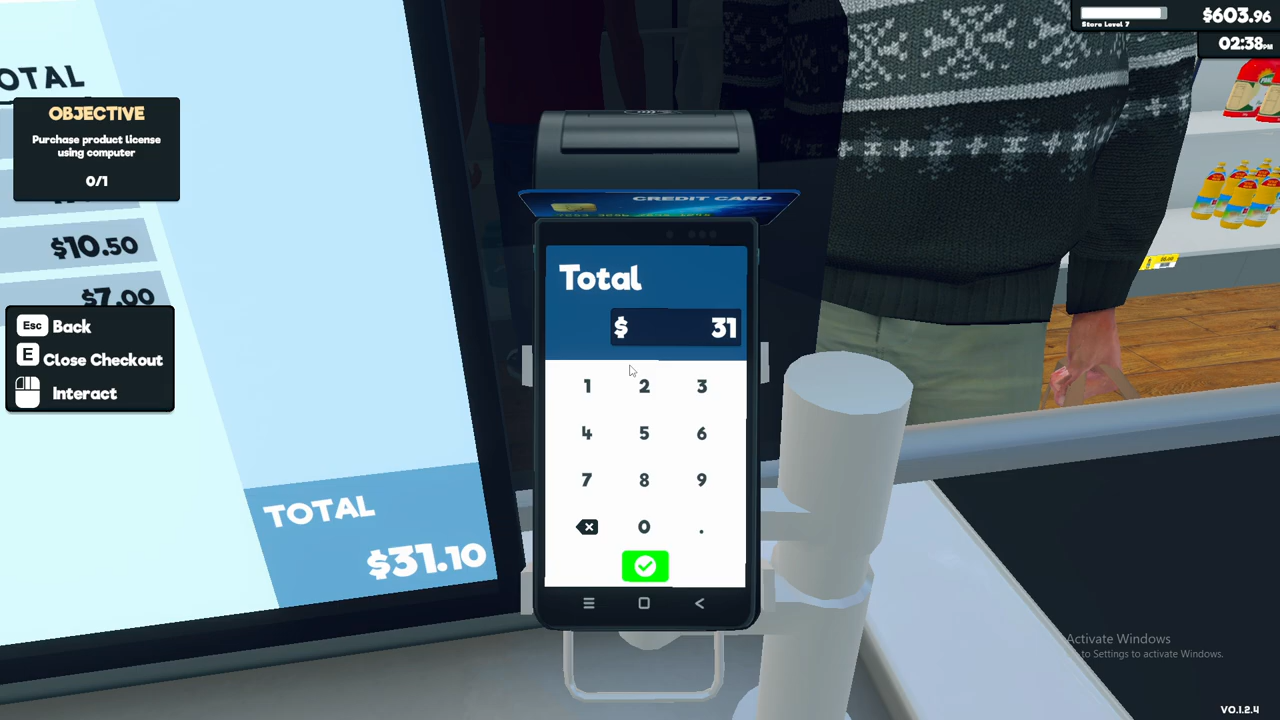 $603.96
Store Level 7
02:38PM
OTAL
OBJECTIVE
Purchase product license
using computer
0/1
$10.50
$7.00
Esc Back
E Close Checkout
Interact
TOTAL
$31.10
CREDIT CARD
Total
$ 31
1 2 3
4 5 6
7 8 9
0 .
Activate Windows
to Settings to activate Windows.
V0.1.2.4